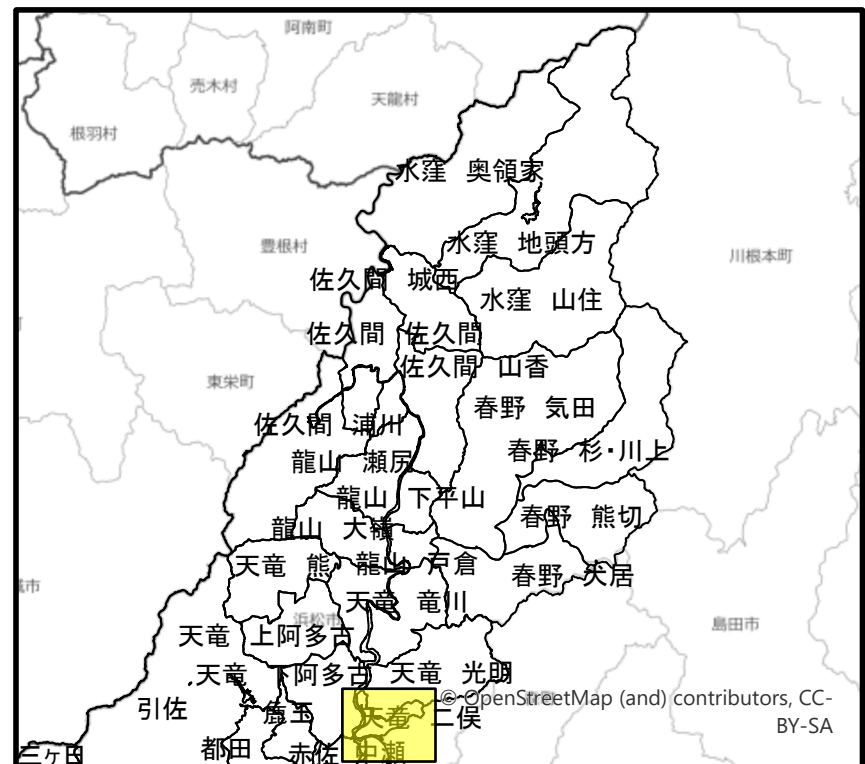 阿南町
売木村
天龍村
根羽村
水窪 奥領家
豊根村
水窪 地頭方
川根本町
佐久間 城西
水窪 山住
佐久間 佐久間
佐久間 山香
東栄町
春野 気田
佐久間 浦川
春野 杉・川上
龍山 瀬尻
龍山 下平山
春野 熊切
龍山 大嶺
天竜 熊
龍山 戸倉
春野 犬居
城市
天竜 竜川
浜松市
島田市
天竜 上阿多古
天竜 下阿多古
天竜 光明
© OpenStreetMap (and) contributors, CC-
BY-SA
引佐
麁玉
天竜 二俣
三ヶ日
都田
赤佐
中瀬